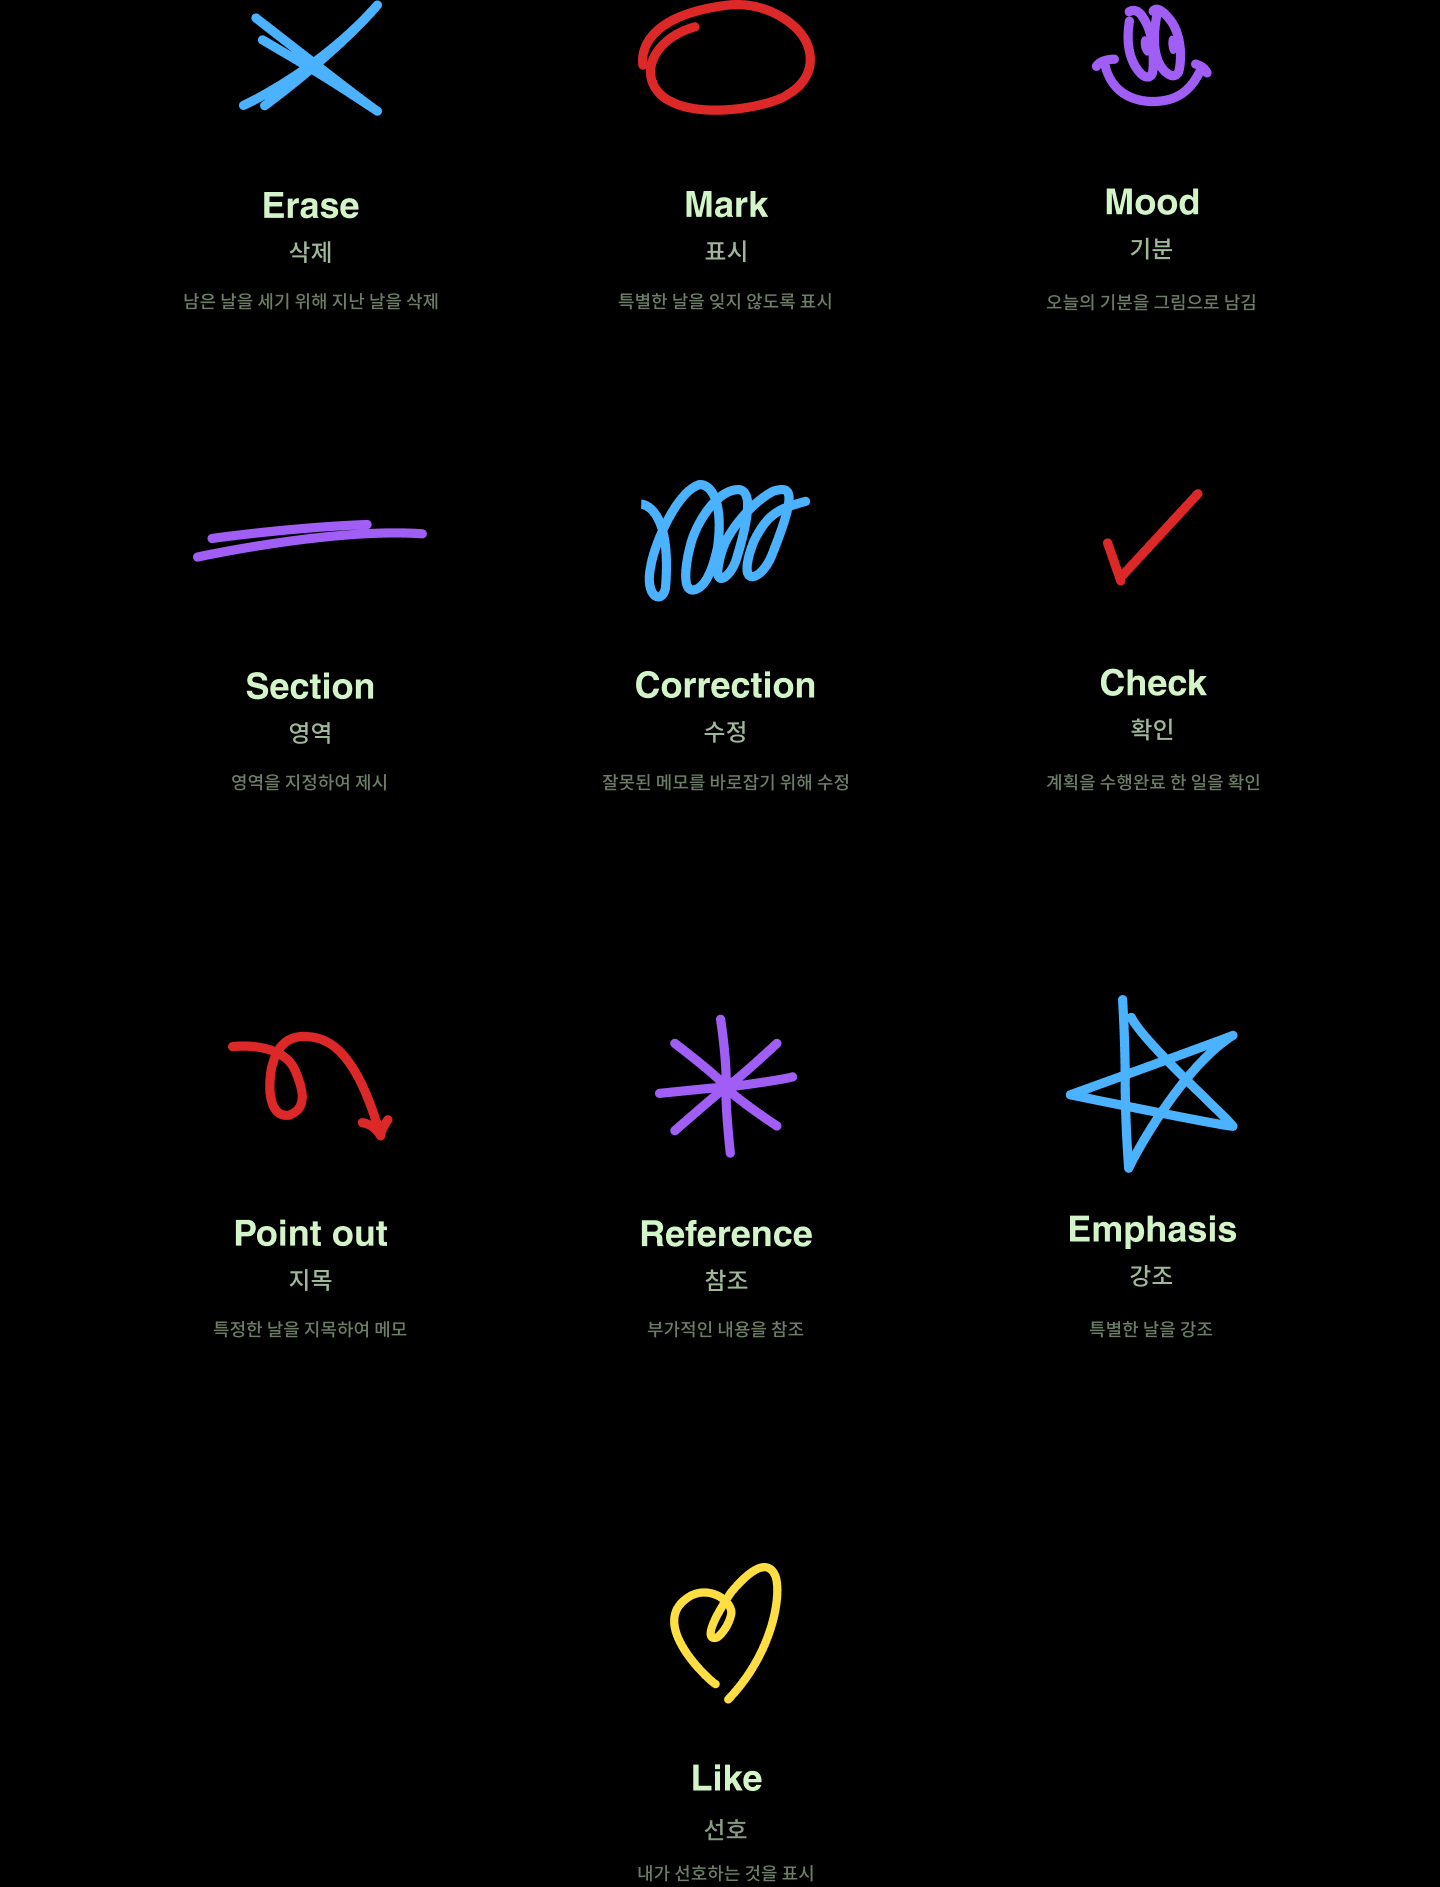 Erase
삭제
남은 날을 세기 위해 지난 날을 삭제
Mark
표시
특별한 날을 잊지 않도록 표시
Mood
기분
오늘의 기분을 그림으로 남김
Section
영역
영역을 지정하여 제시
Correction
수정
잘못된 메모를 바로잡기 위해 수정
Check
확인
계획을 수행완료 한 일을 확인
Point out
지목
특정한 날을 지목하여 메모
Reference
참조
부가적인 내용을 참조
Emphasis
강조
특별한 날을 강조
Like
선호
내가 선호하는 것을 표시